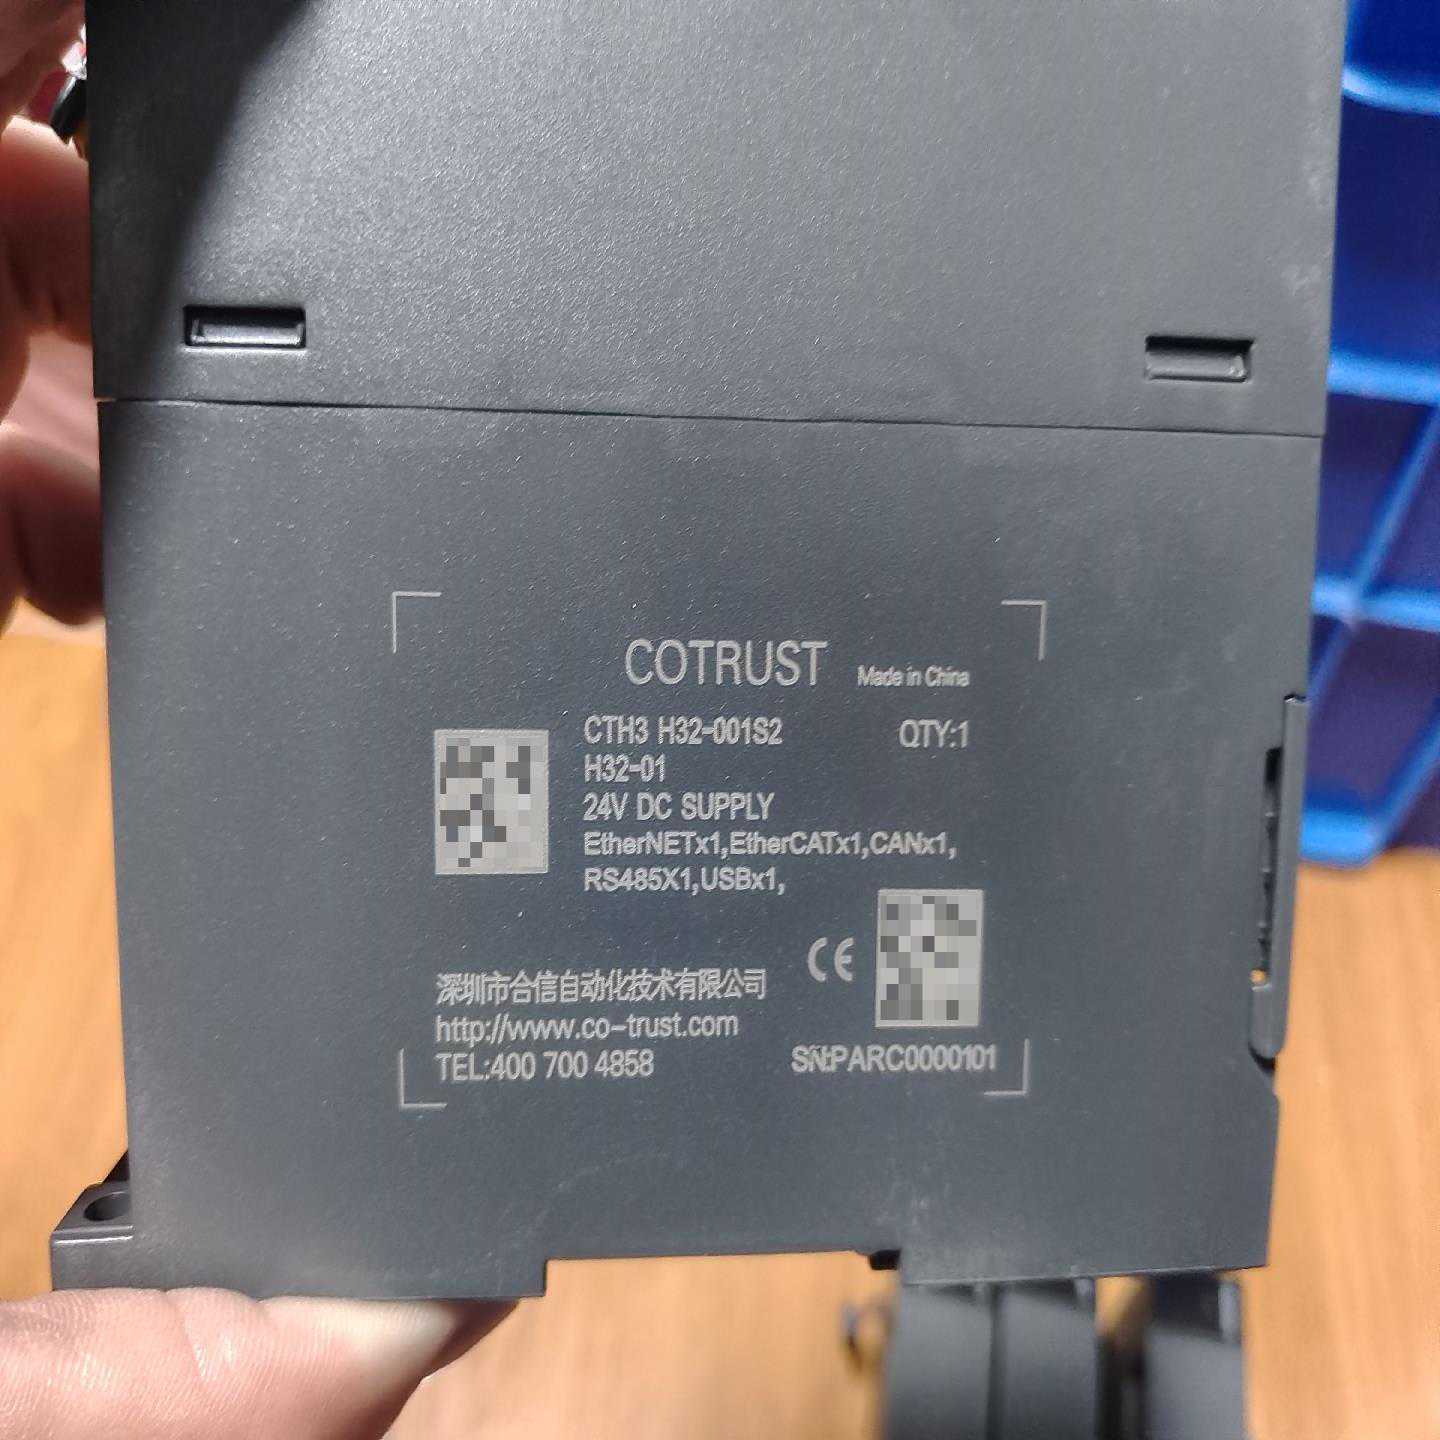 COTRUST Made in China
CTH3 H32-001S2 QTY:1
H32-01
24V DC SUPPLY
EtherNETx1,EtherCATx1,CANx1,
RS485X1,USBx1,
CE
深圳市合信自动化技术有限公司
http://www.co-trust.com
TEL:400 700 4858
SN:PARC0000101